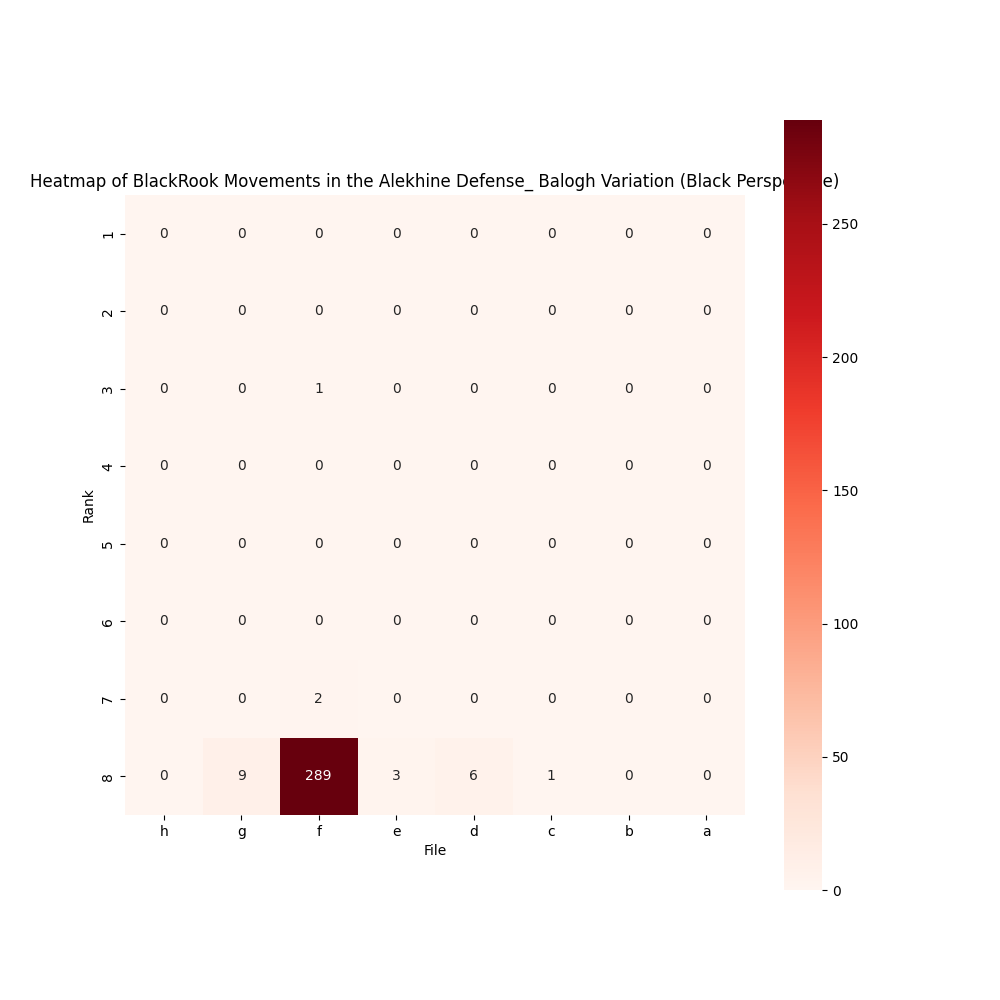 Heatmap of BlackRook Movements in the Alekhine Defense_ Balogh Variation (Black Persp e)
250
1 0 0 0 0 0 0 0 0
2 0 0 0 0 0 0 0 0
200
3 0 0 1 0 0 0 0 0
4 0 0 0 0 0 0 0 0
150
Rank
5 0 0 0 0 0 0 0 0
100
6 0 0 0 0 0 0 0 0
7 0 0 2 0 0 0 0 0
50
8 0 9 289 3 6 1 0 0
h g f e d c b a
File
0